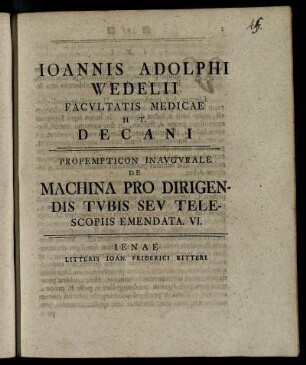 IOANNIS ADOLPHI
WEDELII
FACVLTATIS MEDICAE
H. T.
DECANI
PROPEMPTICON INAVGVRALE
DE
MACHINA PRO DIRIGEN-
DIS TVBIS SEV TELE-
SCOPIIS EMENDATA. VI.
IENAE
LITTERIS IOAN. FRIDERICI RITTERI